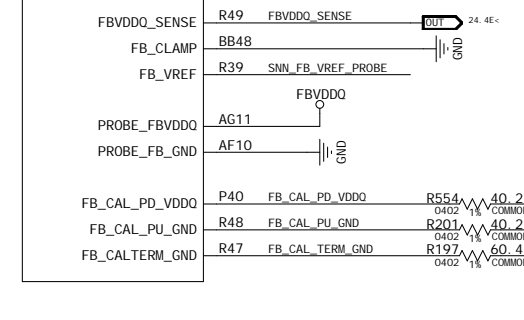 FBVDDQ_SENSE R49 FBVDDQ_SENSE OUT 24.4E<
FB_CLAMP BB48 GND
FB_VREF R39 SNN_FB_VREF_PROBE
FBVDDQ
PROBE_FBVDDQ AG11
PROBE_FB_GND AF10 GND
FB_CAL_PD_VDDQ P40 FB_CAL_PD_VDDQ R554 40.2
0402 1% COMMON
FB_CAL_PU_GND R48 FB_CAL_PU_GND R201 40.2
0402 1% COMMON
FB_CALTERM_GND R47 FB_CAL_TERM_GND R197 60.4
0402 1% COMMON